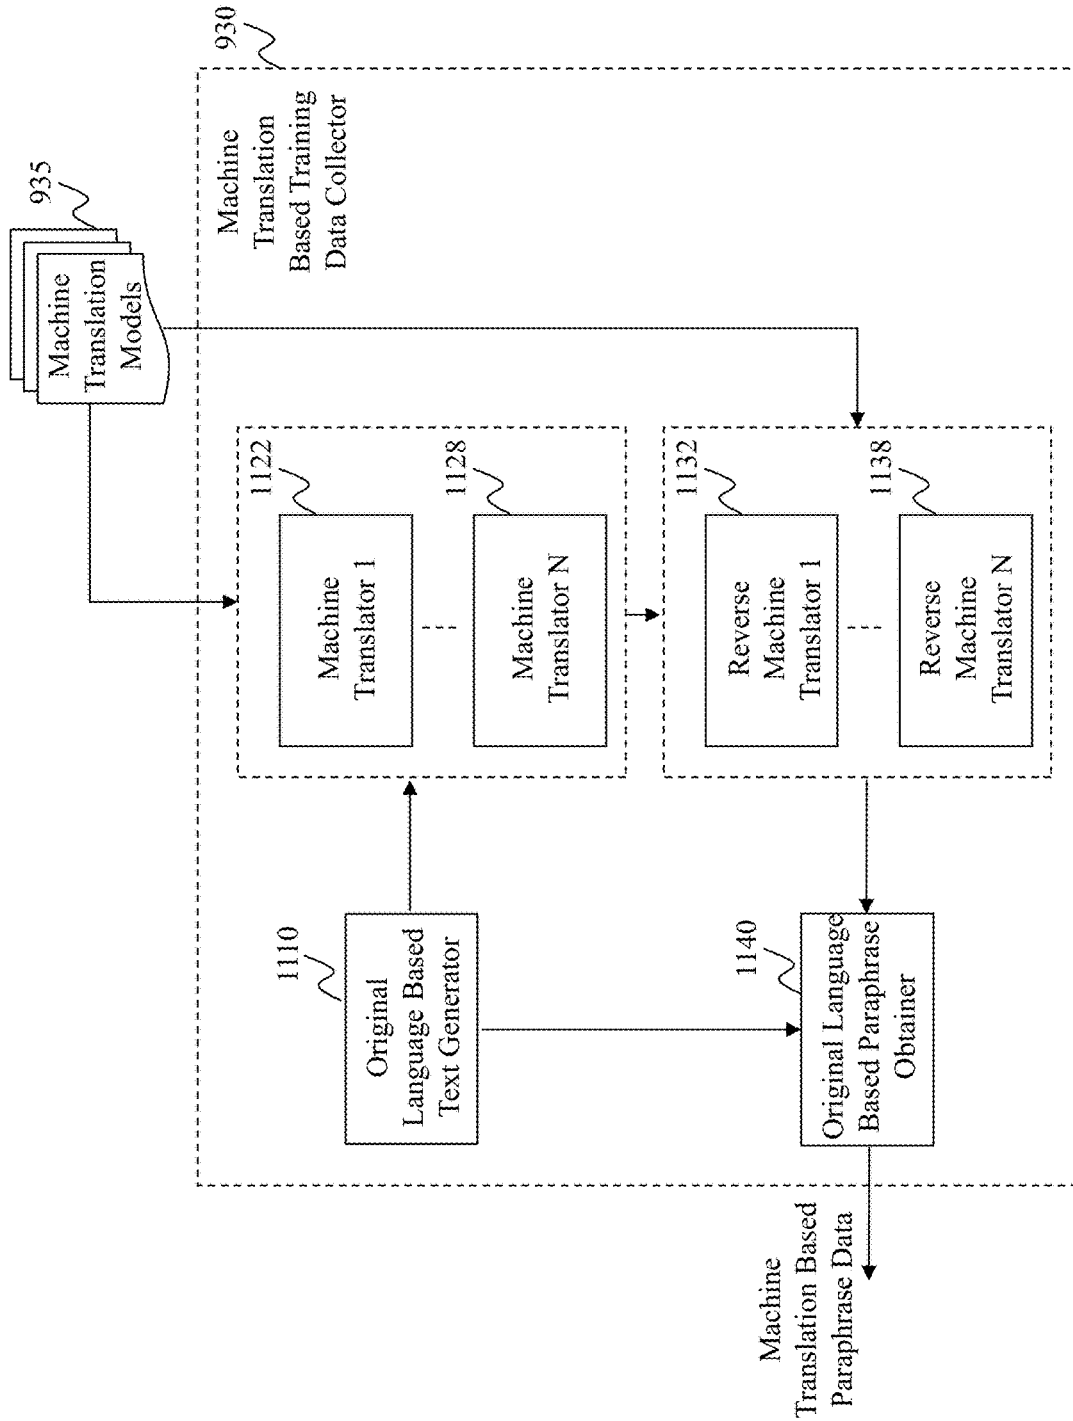 935
Machine
Translation
Models
930
Machine
Translation
Based Training
Data Collector
1110
Original
Language Based
Text Generator
1122
Machine
Translator 1
1128
Machine
Translator N
1132
Reverse
Machine
Translator 1
1138
Reverse
Machine
Translator N
1140
Original Language
Based Paraphrase
Obtainer
Machine
Translation Based
Paraphrase Data